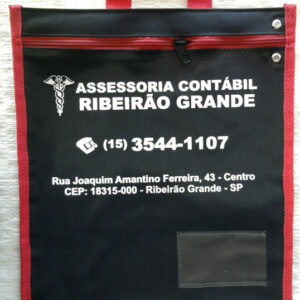 ASSESSORIA CONTÁBIL
RIBEIRÃO GRANDE
(15) 3544-1107
Rua Joaquim Amantino Ferreira, 43 - Centro
CEP: 18315-000 - Ribeirão Grande - SP